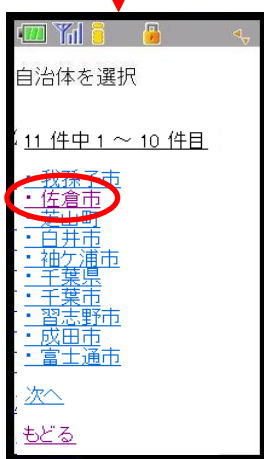 自治体を選択
11 件中 1 ～ 10 件目
・我孫子市
・佐倉市
・芝山町
・白井市
・袖ケ浦市
・千葉県
・千葉市
・習志野市
・成田市
・富士通市
次へ
もどる